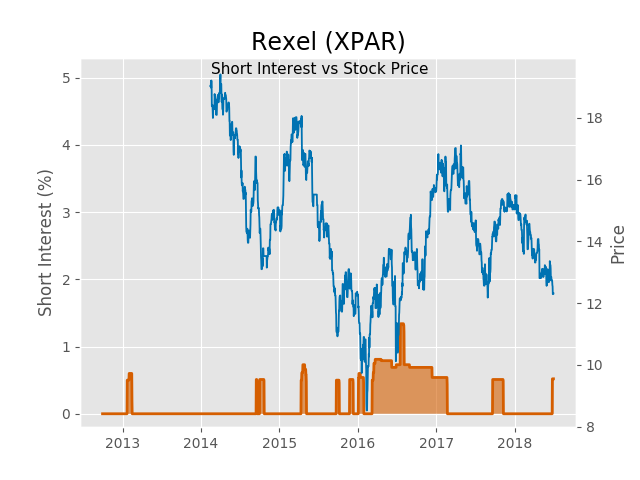 Rexel (XPAR)
Short Interest vs Stock Price
Short Interest (%)
5
4
3
2
1
0
18
16
14
12
10
8
Price
2013 2014 2015 2016 2017 2018